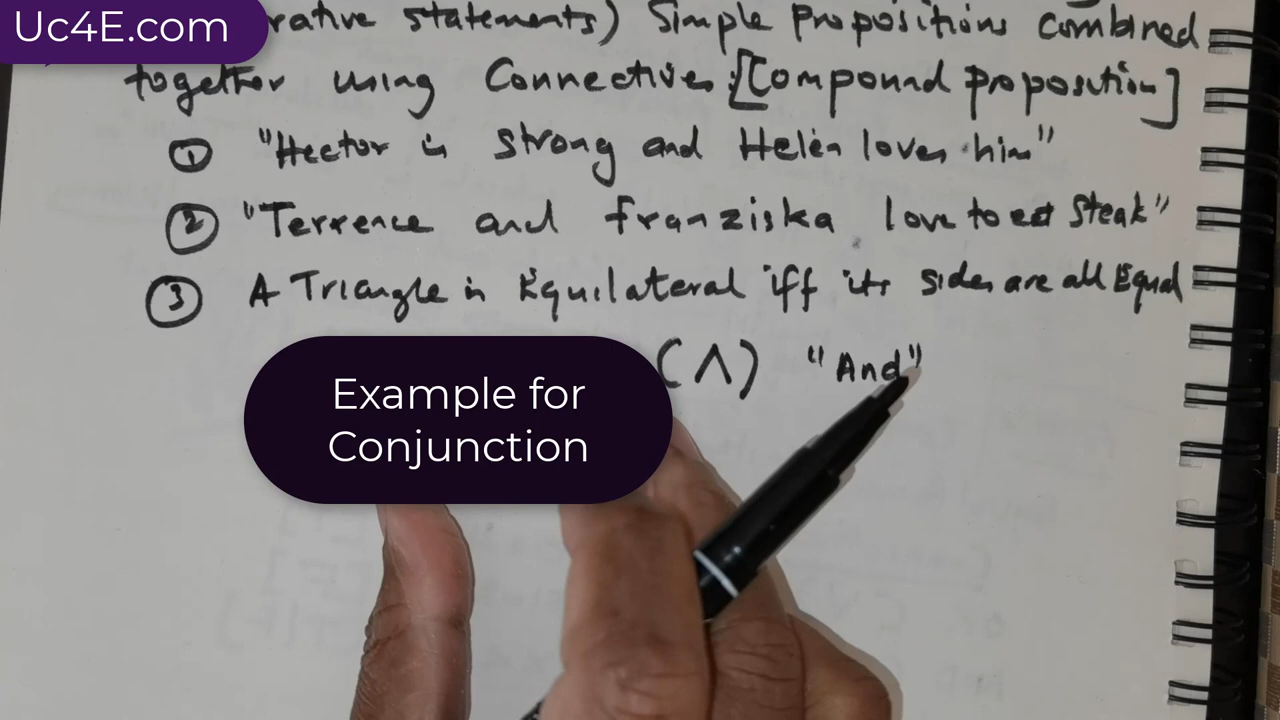 Uc4E.com
rative statements) Simple Propositions combined
together using Connectives [Compound proposition]
① "Hector is strong and Helen loves him"
② "Terrence and Franziska love to eat Steak"
③ A Triangle is Equilateral iff its sides are all Equal
(∧) "And"
Example for
Conjunction